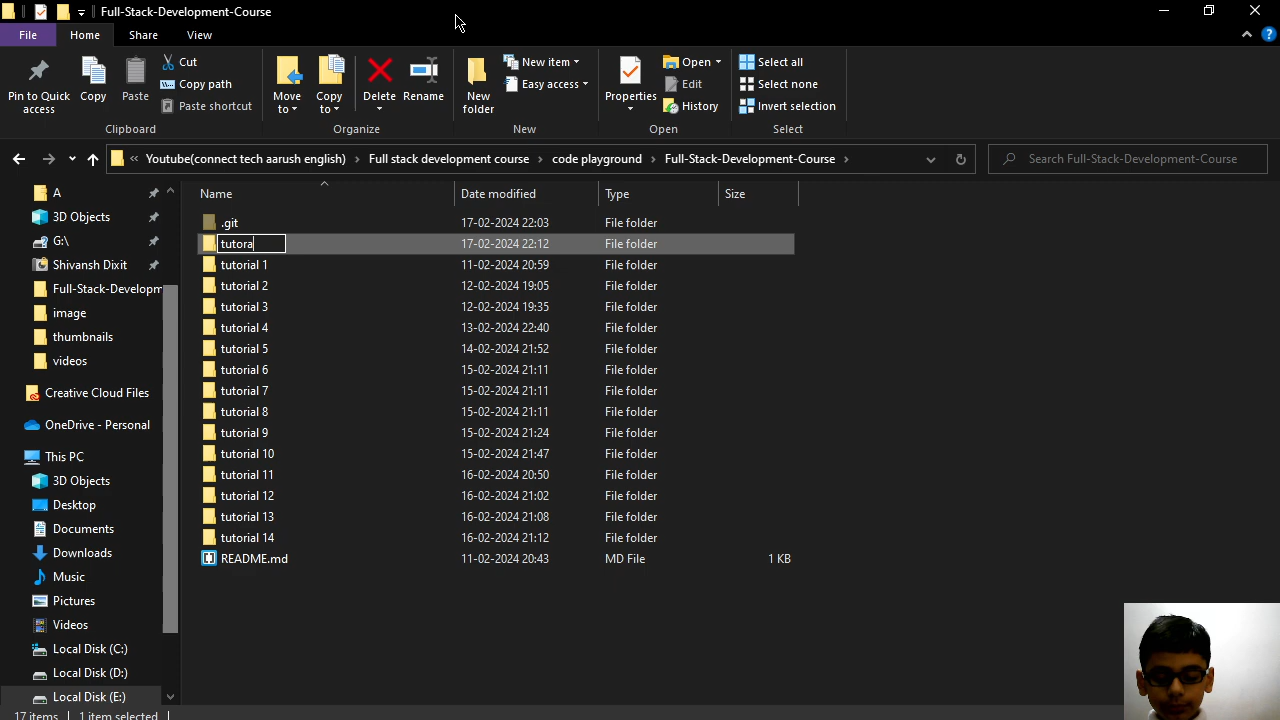 Full-Stack-Development-Course
File Home Share View
Pin to Quick access
Copy
Paste
Cut
Copy path
Paste shortcut
Clipboard
Move to
Copy to
Delete
Rename
Organize
New folder
New item
Easy access
New
Properties
Open
Edit
History
Open
Select all
Select none
Invert selection
Select
« Youtube(connect tech aarush english) › Full stack development course › code playground › Full-Stack-Development-Course ›
Search Full-Stack-Development-Course
A
3D Objects
G:\
Shivansh Dixit
Full-Stack-Developm
image
thumbnails
videos
Creative Cloud Files
OneDrive - Personal
This PC
3D Objects
Desktop
Documents
Downloads
Music
Pictures
Videos
Local Disk (C:)
Local Disk (D:)
Local Disk (E:)
Name Date modified Type Size
.git 17-02-2024 22:03 File folder
tutora 17-02-2024 22:12 File folder
tutorial 1 11-02-2024 20:59 File folder
tutorial 2 12-02-2024 19:05 File folder
tutorial 3 12-02-2024 19:35 File folder
tutorial 4 13-02-2024 22:40 File folder
tutorial 5 14-02-2024 21:52 File folder
tutorial 6 15-02-2024 21:11 File folder
tutorial 7 15-02-2024 21:11 File folder
tutorial 8 15-02-2024 21:11 File folder
tutorial 9 15-02-2024 21:24 File folder
tutorial 10 15-02-2024 21:47 File folder
tutorial 11 16-02-2024 20:50 File folder
tutorial 12 16-02-2024 21:02 File folder
tutorial 13 16-02-2024 21:08 File folder
tutorial 14 16-02-2024 21:12 File folder
README.md 11-02-2024 20:43 MD File 1 KB
17 items 1 item selected